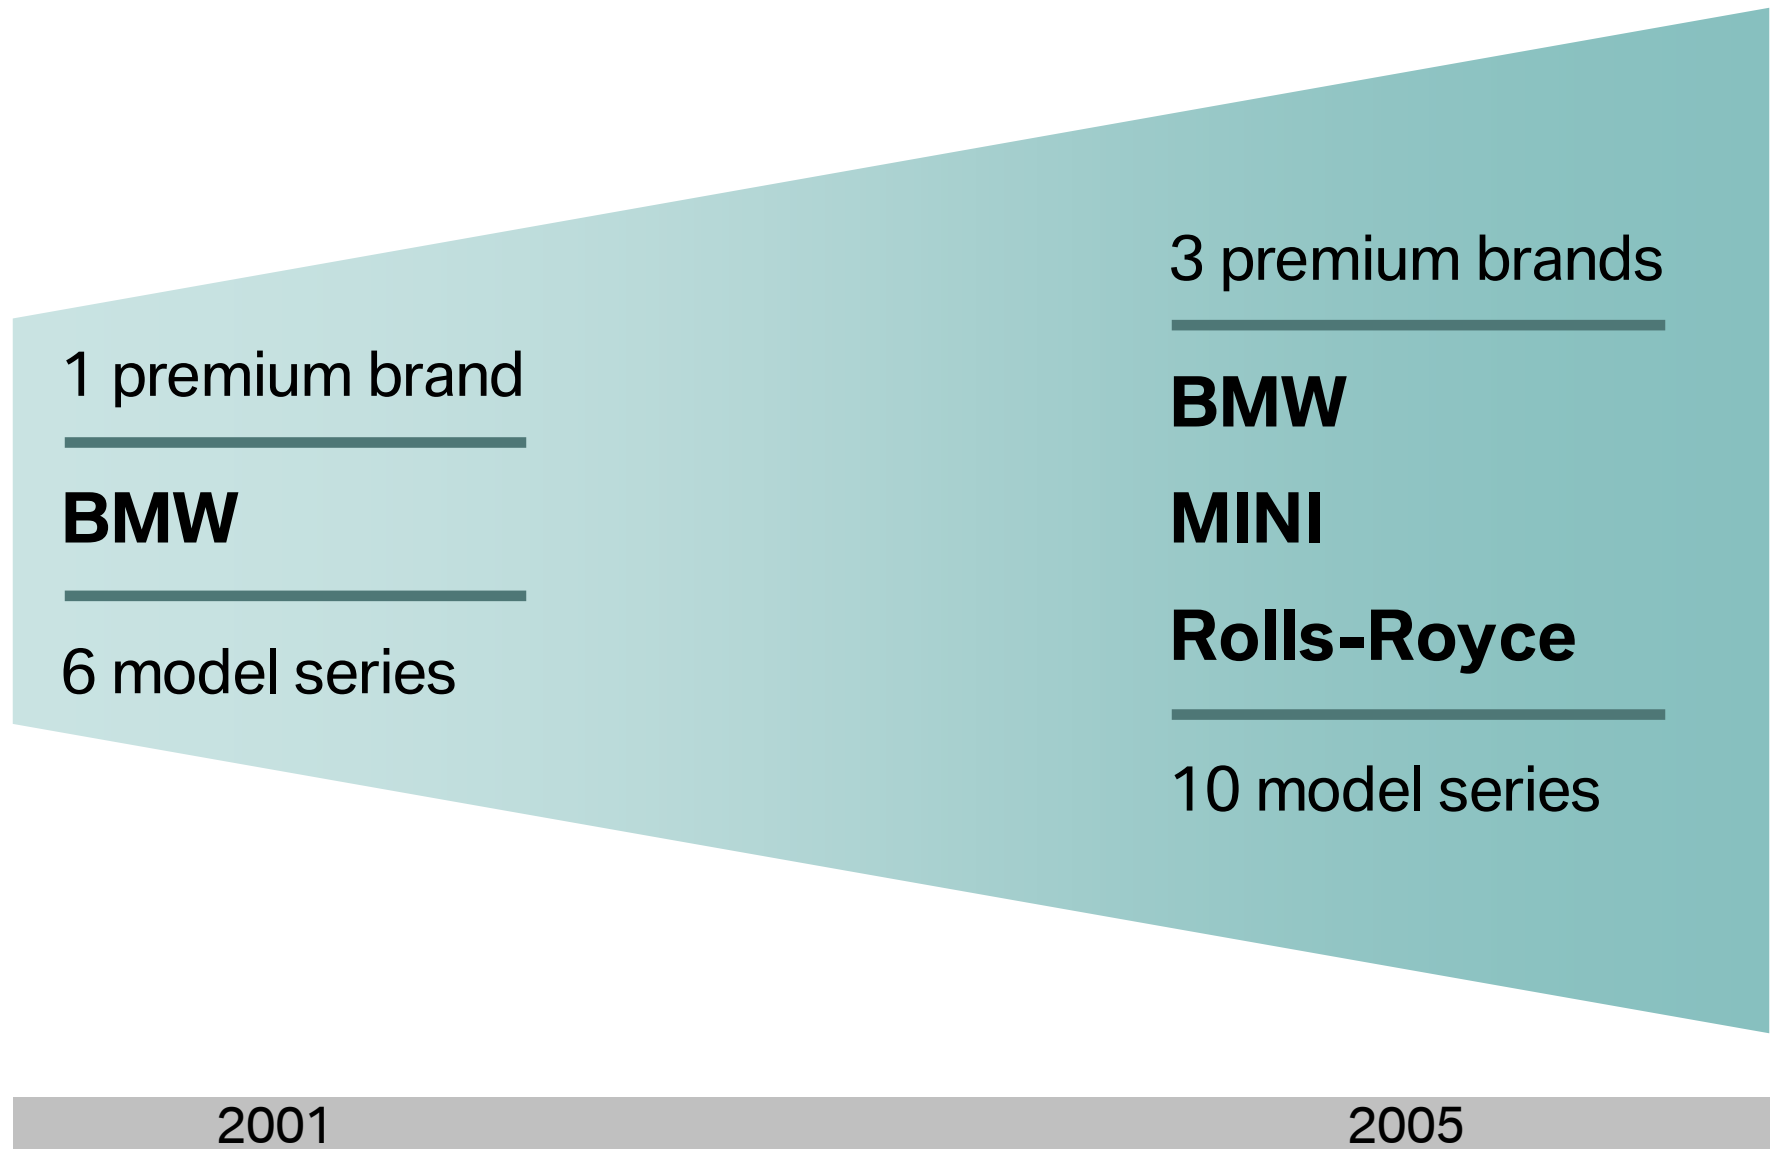 1 premium brand
BMW
6 model series
3 premium brands
BMW
MINI
Rolls-Royce
10 model series
2001
2005